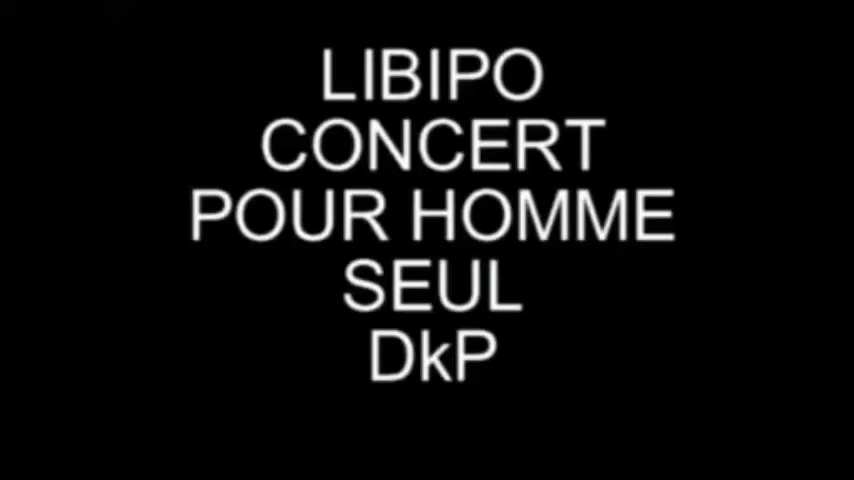 LIBIPO
CONCERT
POUR HOMME
SEUL
DkP